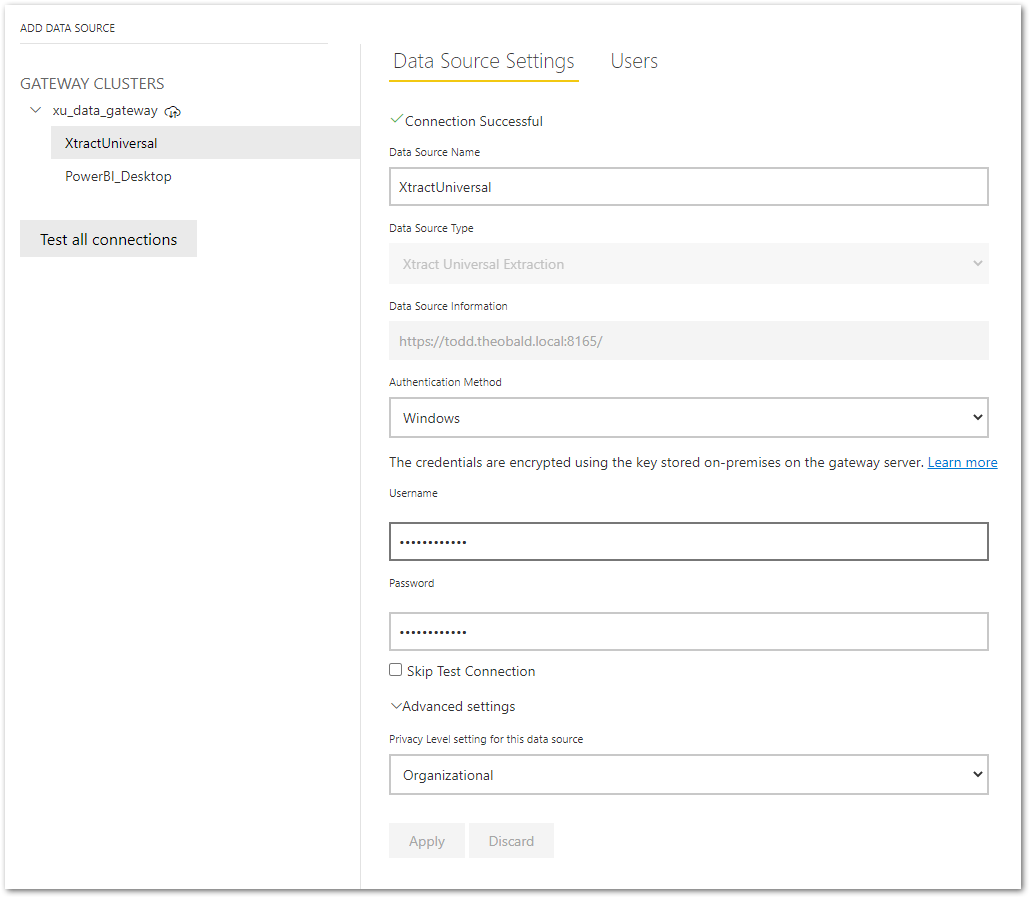 ADD DATA SOURCE
GATEWAY CLUSTERS
xu_data_gateway
XtractUniversal
PowerBI_Desktop
Test all connections
Data Source Settings
Users
Connection Successful
Data Source Name
XtractUniversal
Data Source Type
Xtract Universal Extraction
Data Source Information
https://todd.theobald.local:8165/
Authentication Method
Windows
The credentials are encrypted using the key stored on-premises on the gateway server. Learn more
Username
••••••••••••
Password
••••••••••••
Skip Test Connection
Advanced settings
Privacy Level setting for this data source
Organizational
Apply
Discard